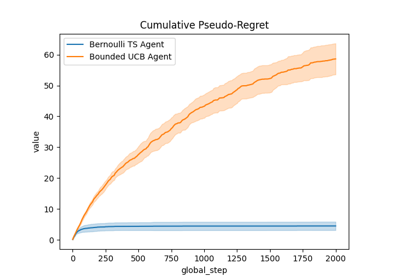 Cumulative Pseudo-Regret
Bernoulli TS Agent
Bounded UCB Agent
value
60
50
40
30
20
10
0
0 250 500 750 1000 1250 1500 1750 2000
global_step